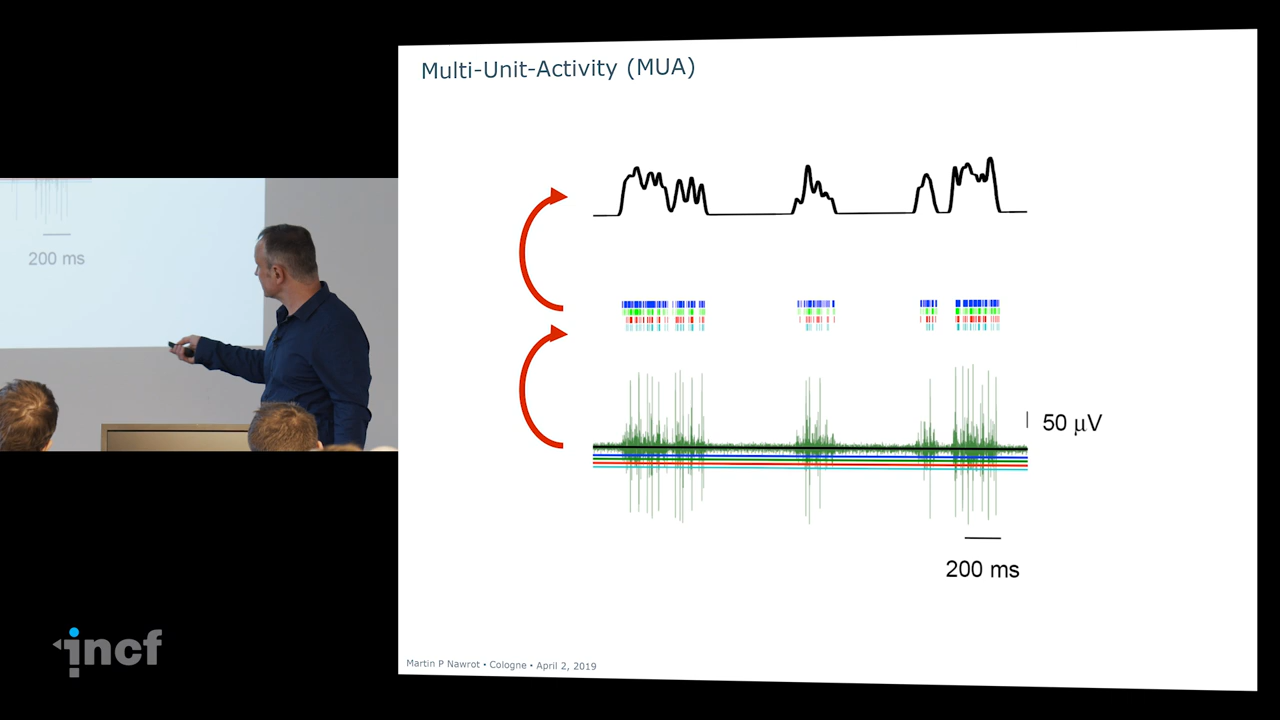 Multi-Unit-Activity (MUA)
50 μV
200 ms
200 ms
incf
Martin P Nawrot • Cologne • April 2, 2019